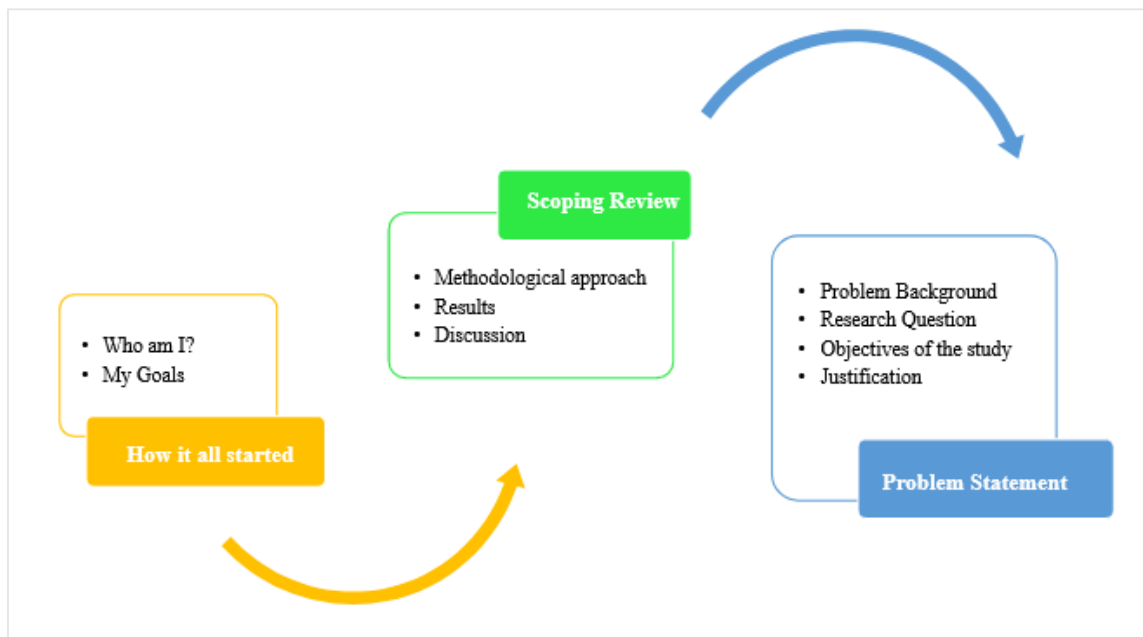 • Who am I?
• My Goals
How it all started
Scoping Review
• Methodological approach
• Results
• Discussion
• Problem Background
• Research Question
• Objectives of the study
• Justification
Problem Statement